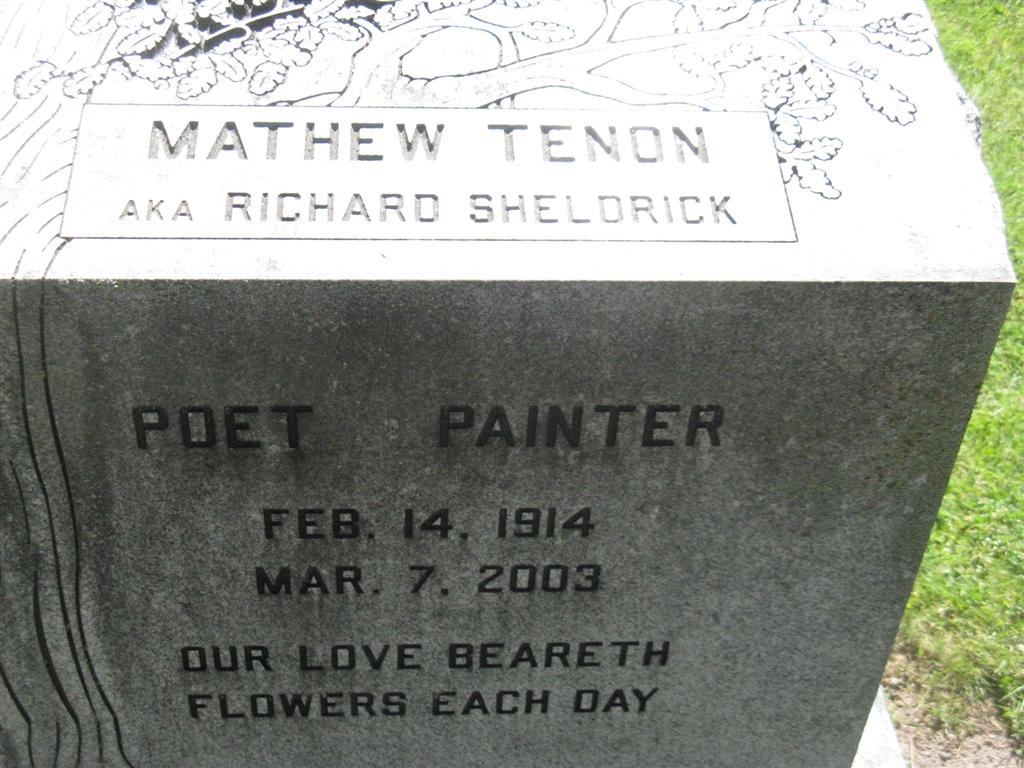 MATHEW TENON
AKA RICHARD SHELDRICK
POET PAINTER
FEB. 14, 1914
MAR. 7, 2003
OUR LOVE BEARETH
FLOWERS EACH DAY